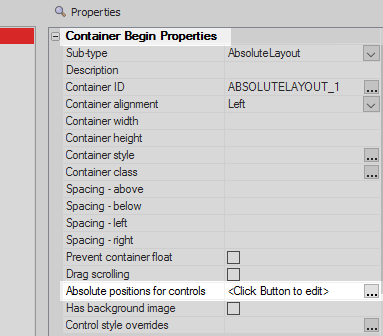 Properties
Container Begin Properties
Sub-type AbsoluteLayout
Description
Container ID ABSOLUTELAYOUT_1 ...
Container alignment Left
Container width
Container height
Container style ...
Container class ...
Spacing - above
Spacing - below
Spacing - left
Spacing - right
Prevent container float
Drag scrolling
Absolute positions for controls <Click Button to edit> ...
Has background image
Control style overrides ...